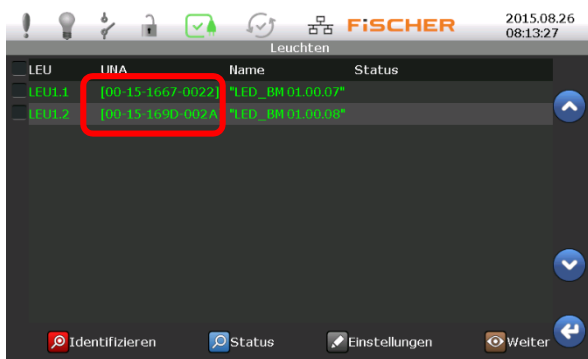 FiSCHER 2015.08.26
08:13:27
Leuchten
LEU UNA Name Status
LEU1.1 [00-15-1667-0022] "LED_BM 01.00.07"
LEU1.2 [00-15-169D-002A "LED_BM 01.00.08"
Identifizieren Status Einstellungen Weiter